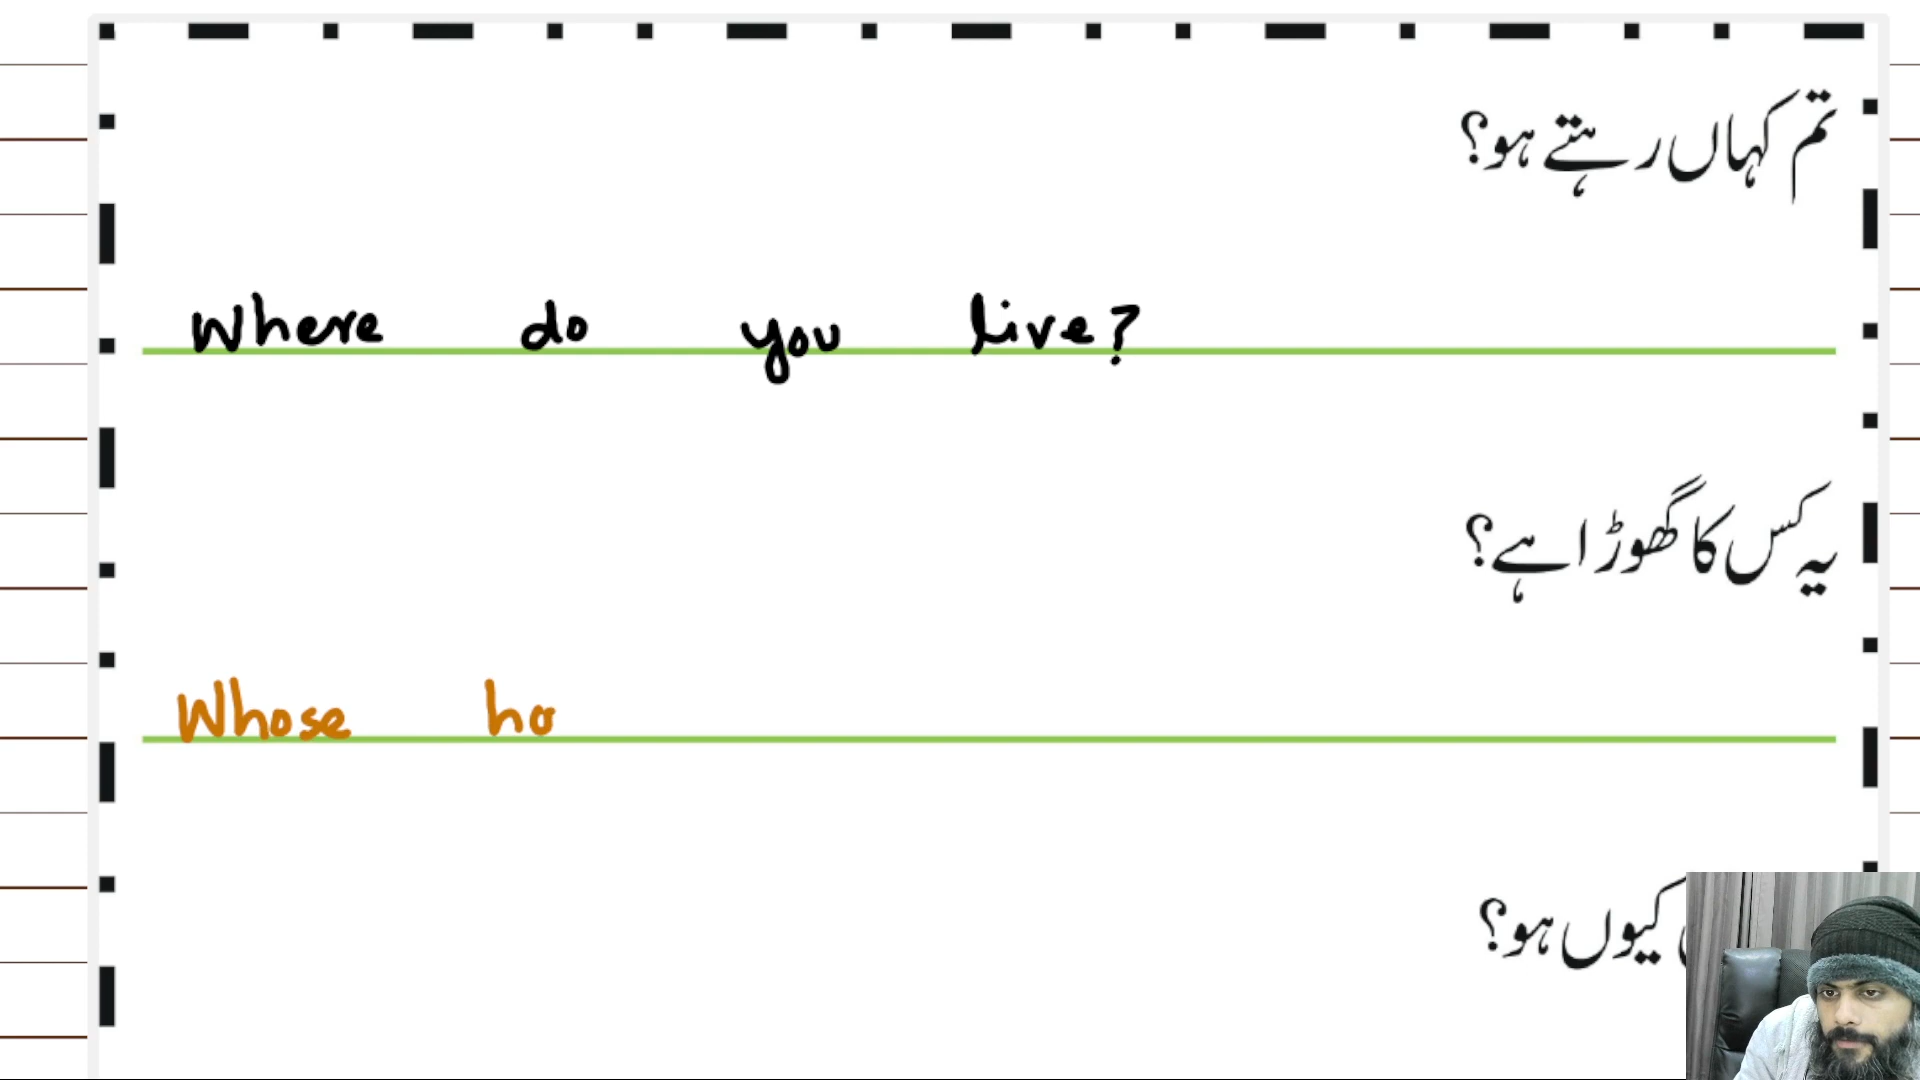 تم کہاں رہتے ہو؟
Where do you live?
یہ کس کا گھوڑا ہے؟
Whose ho
کیوں ہو؟